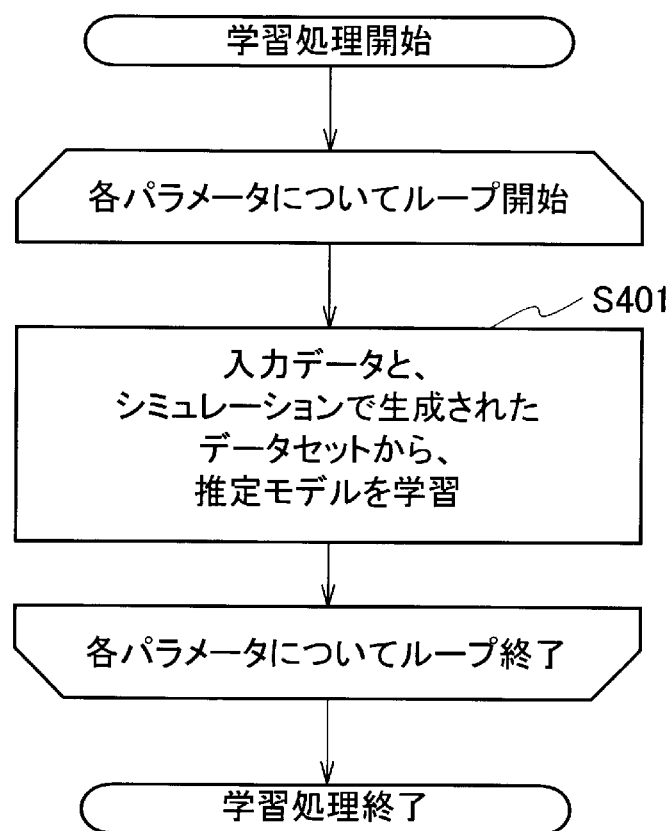 学習処理開始
各パラメータについてループ開始
S401
入力データと、
シミュレーションで生成された
データセットから、
推定モデルを学習
各パラメータについてループ終了
学習処理終了